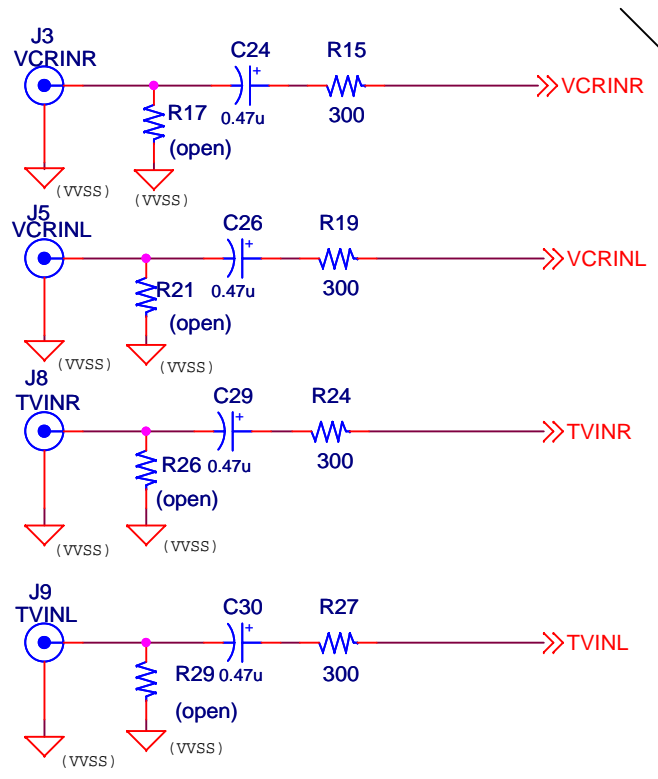 J3
VCRINR
C24
R15
+
VCRINR
R17
0.47u
300
(open)
(VVSS)
(VVSS)
J5
VCRINL
C26
R19
+
VCRINL
R21
0.47u
300
(open)
(VVSS)
(VVSS)
J8
TVINR
C29
R24
+
TVINR
R26
0.47u
300
(open)
(VVSS)
(VVSS)
J9
TVINL
C30
R27
+
TVINL
R29
0.47u
300
(open)
(VVSS)
(VVSS)